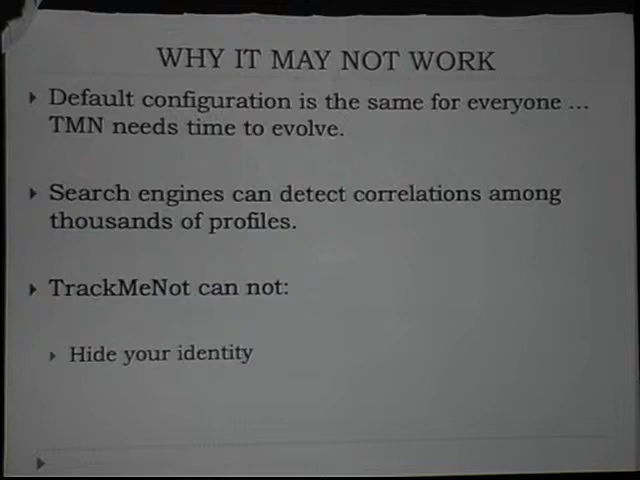 WHY IT MAY NOT WORK
Default configuration is the same for everyone ...
TMN needs time to evolve.
Search engines can detect correlations among
thousands of profiles.
TrackMeNot can not:
Hide your identity